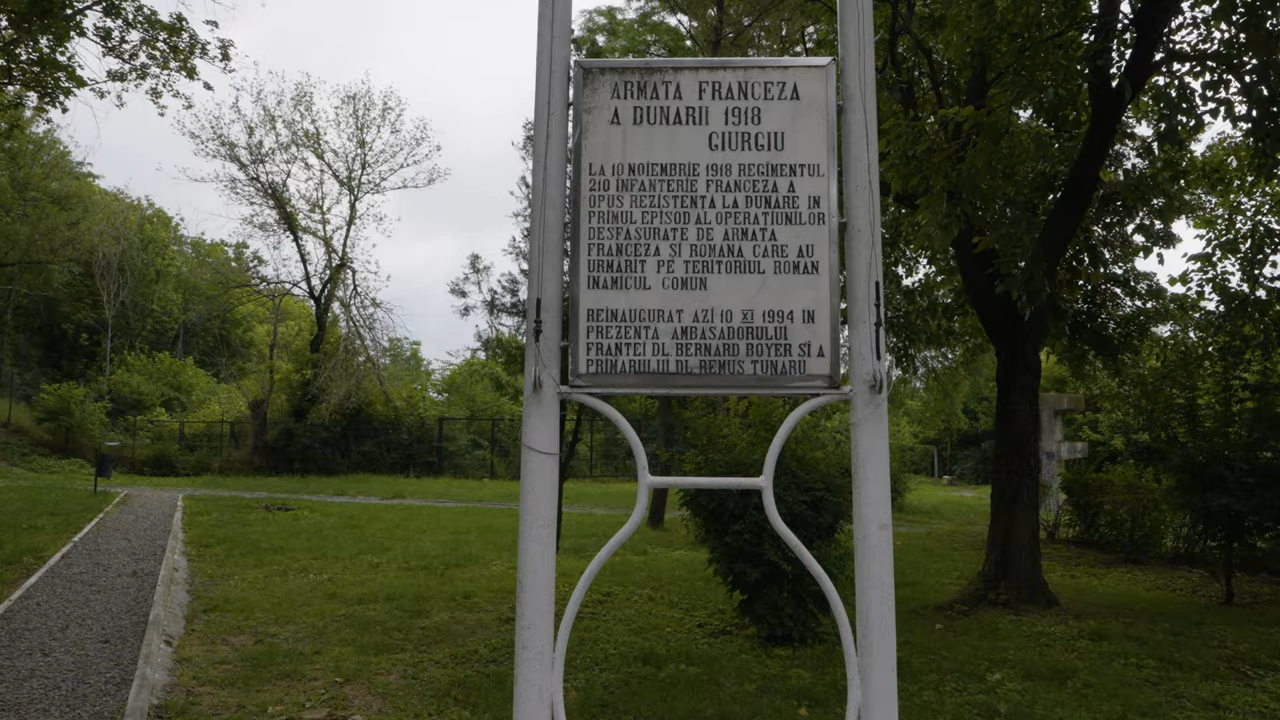 ARMATA FRANCEZA
A DUNARII 1918
GIURGIU
LA 10 NOIEMBRIE 1918 REGIMENTUL
210 INFANTERIE FRANCEZA A
OPUS REZISTENTA LA DUNARE IN
PRIMUL EPISOD AL OPERATIUNILOR
DESFASURATE DE ARMATA
FRANCEZA SI ROMANA CARE AU
URMARIT PE TERITORIUL ROMAN
INAMICUL COMUN
REINAUGURAT AZI 10 XI 1994 IN
PREZENTA AMBASADORULUI
FRANTEI DL. BERNARD BOYER SI A
PRIMARULUI DL. REMUS TUNARU